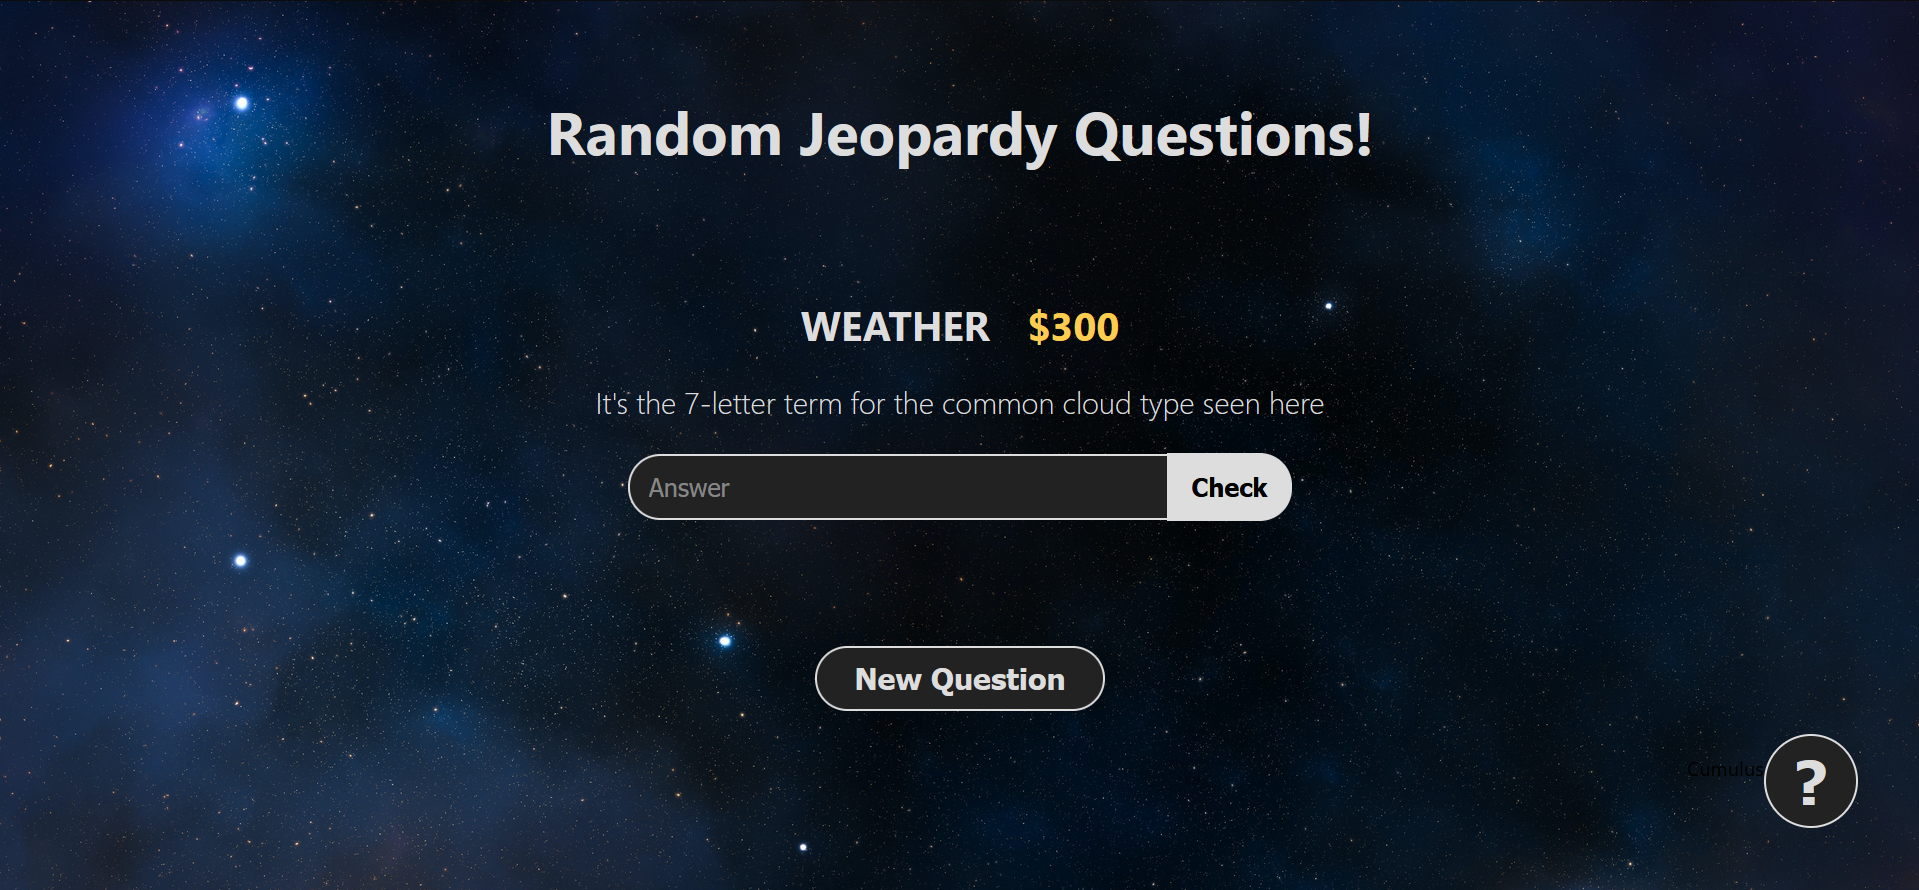 Random Jeopardy Questions!
WEATHER $300
It's the 7-letter term for the common cloud type seen here
Answer
Check
New Question
Cumulus
?